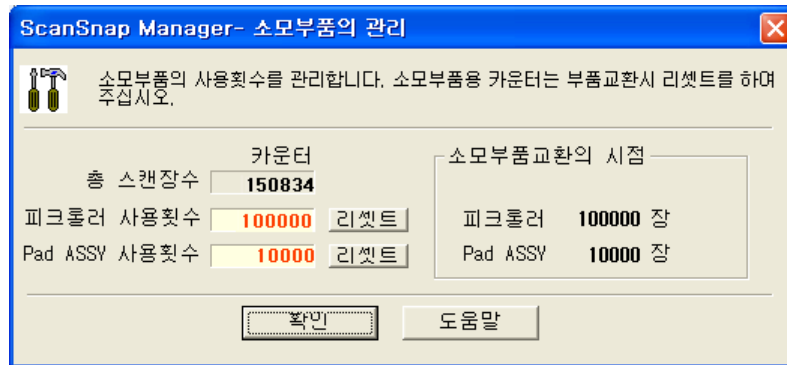 ScanSnap Manager- 소모부품의 관리
소모부품의 사용횟수를 관리합니다. 소모부품용 카운터는 부품교환시 리셋트를 하여
주십시오.
카운터
소모부품교환의 시점
총 스캔장수 150834
피크롤러 사용횟수 100000 리셋트
피크롤러 100000 장
Pad ASSY 사용횟수 10000 리셋트
Pad ASSY 10000 장
확인 도움말